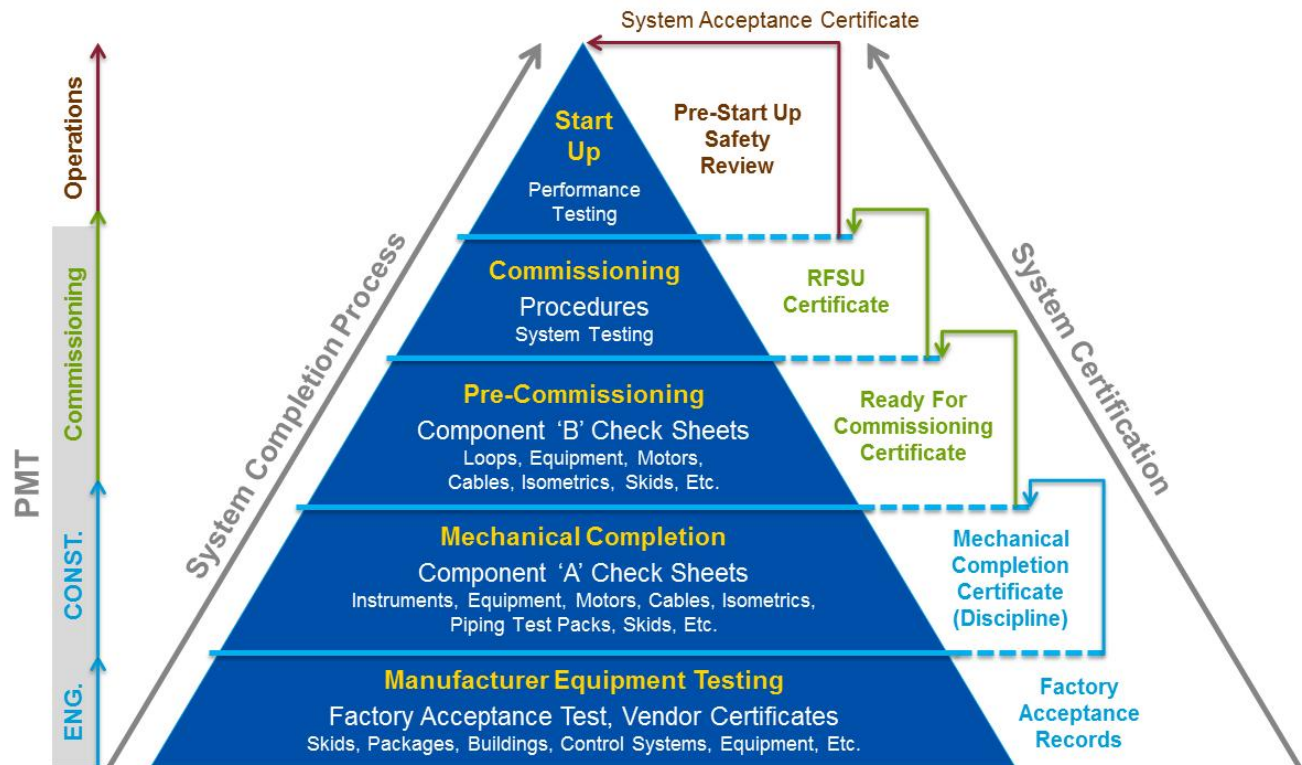 System Acceptance Certificate
Operations
Commissioning
CONST.
ENG.
PMT
System Completion Process
Start
Up
Performance
Testing
Commissioning
Procedures
System Testing
Pre-Commissioning
Component ‘B’ Check Sheets
Loops, Equipment, Motors,
Cables, Isometrics, Skids, Etc.
Mechanical Completion
Component ‘A’ Check Sheets
Instruments, Equipment, Motors, Cables, Isometrics,
Piping Test Packs, Skids, Etc.
Manufacturer Equipment Testing
Factory Acceptance Test, Vendor Certificates
Skids, Packages, Buildings, Control Systems, Equipment, Etc.
Pre-Start Up
Safety
Review
RFSU
Certificate
Ready For
Commissioning
Certificate
Mechanical
Completion
Certificate
(Discipline)
Factory
Acceptance
Records
System Certification